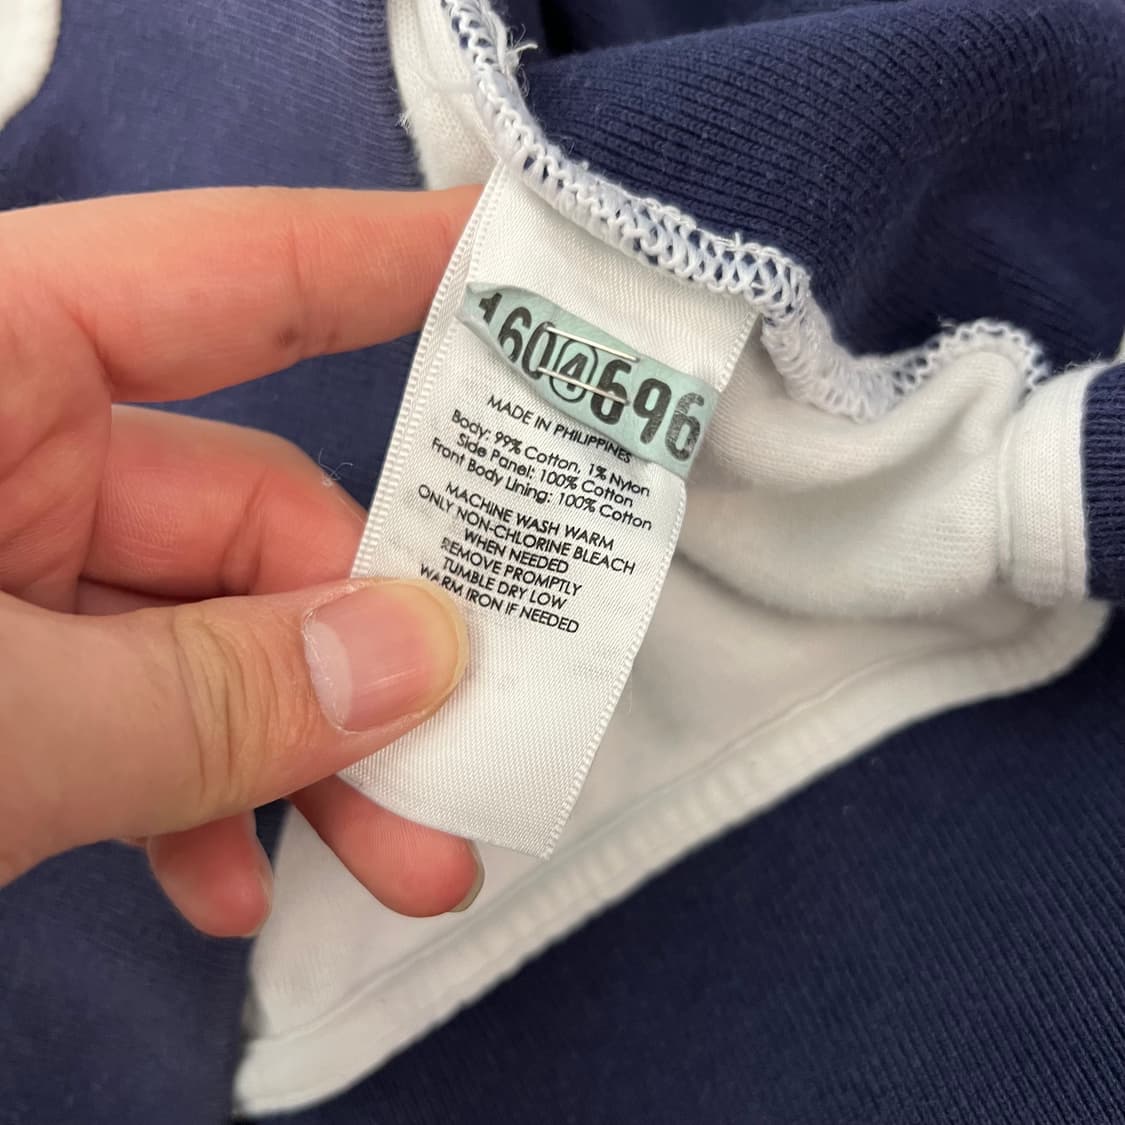 1604696
MADE IN PHILIPPINES
Body: 99% Cotton, 1% Nylon
Side Panel: 100% Cotton
Front Body Lining: 100% Cotton
MACHINE WASH WARM
ONLY NON-CHLORINE BLEACH
WHEN NEEDED
REMOVE PROMPTLY
TUMBLE DRY LOW
WARM IRON IF NEEDED